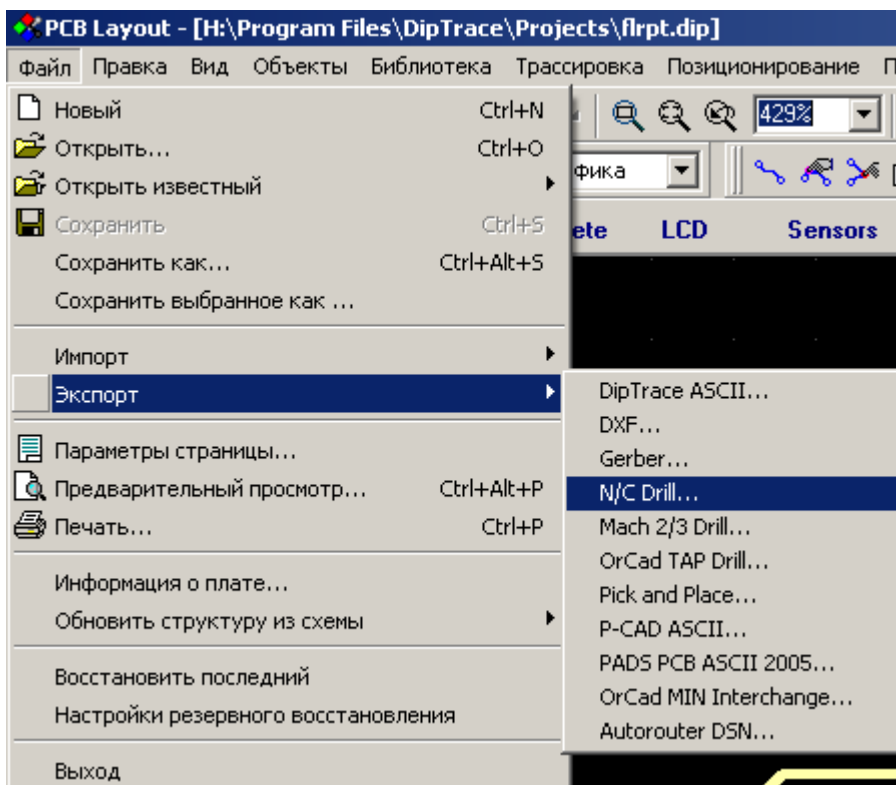 PCB Layout - [H:\Program Files\DipTrace\Projects\flrpt.dip]
Файл Правка Вид Объекты Библиотека Трассировка Позиционирование П
429%
фика
ete LCD Sensors
Новый Ctrl+N
Открыть... Ctrl+O
Открыть известный
Сохранить Ctrl+S
Сохранить как... Ctrl+Alt+S
Сохранить выбранное как ...
Импорт
Экспорт
Параметры страницы...
Предварительный просмотр... Ctrl+Alt+P
Печать... Ctrl+P
Информация о плате...
Обновить структуру из схемы
Восстановить последний
Настройки резервного восстановления
Выход
DipTrace ASCII...
DXF...
Gerber...
N/C Drill...
Mach 2/3 Drill...
OrCad TAP Drill...
Pick and Place...
P-CAD ASCII...
PADS PCB ASCII 2005...
OrCad MIN Interchange...
Autorouter DSN...